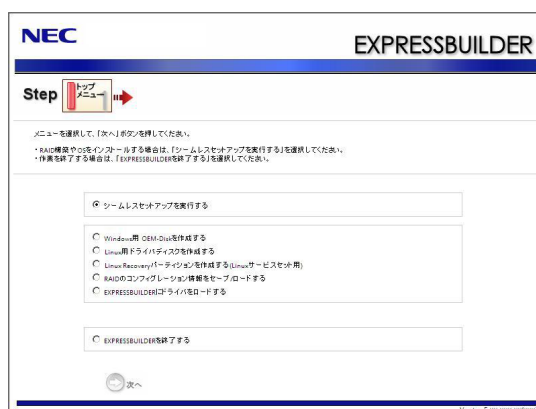 NEC
EXPRESSBUILDER
Step
トップ
メニュー
メニューを選択して、「次へ」ボタンを押してください。
・RAID構築やOSをインストールする場合は、「シームレスセットアップを実行する」を選択してください。
・作業を終了する場合は、「EXPRESSBUILDERを終了する」を選択してください。
シームレスセットアップを実行する
Windows用 OEM-Diskを作成する
Linux用ドライバディスクを作成する
Linux Recoveryパーティションを作成する(Linuxサービスセット用)
RAIDのコンフィグレーション情報をセーブ/ロードする
EXPRESSBUILDERにドライバをロードする
EXPRESSBUILDERを終了する
次へ